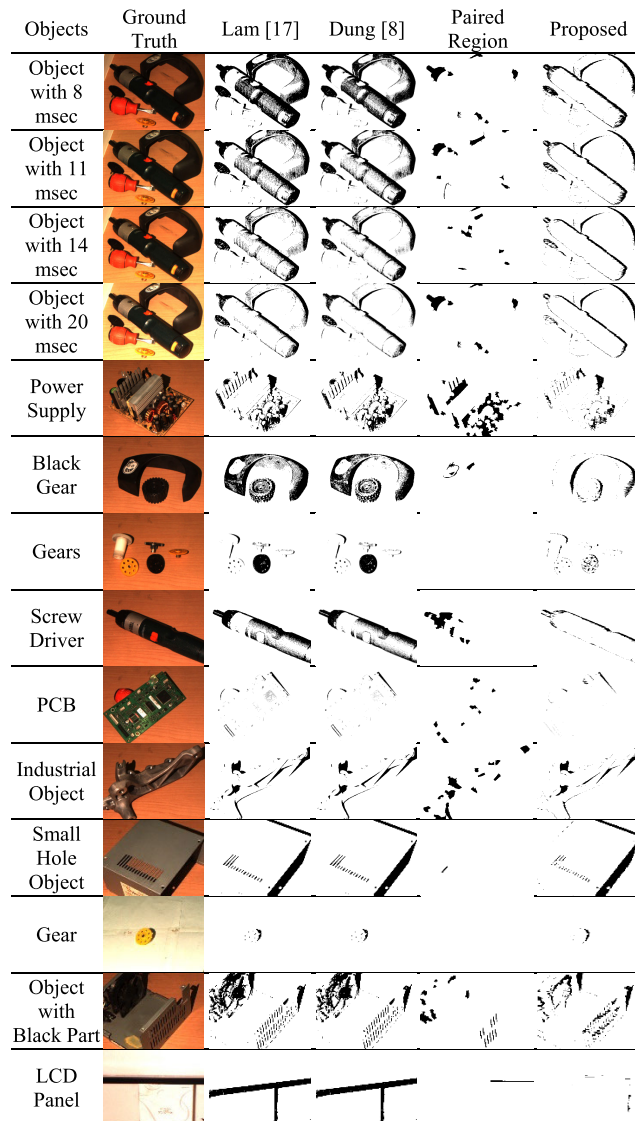 Objects
Ground
Truth
Lam [17]
Dung [8]
Paired
Region
Proposed
Object
with 8
msec
Object
with 11
msec
Object
with 14
msec
Object
with 20
msec
Power
Supply
Black
Gear
Gears
Screw
Driver
PCB
Industrial
Object
Small
Hole
Object
Gear
Object
with
Black Part
LCD
Panel